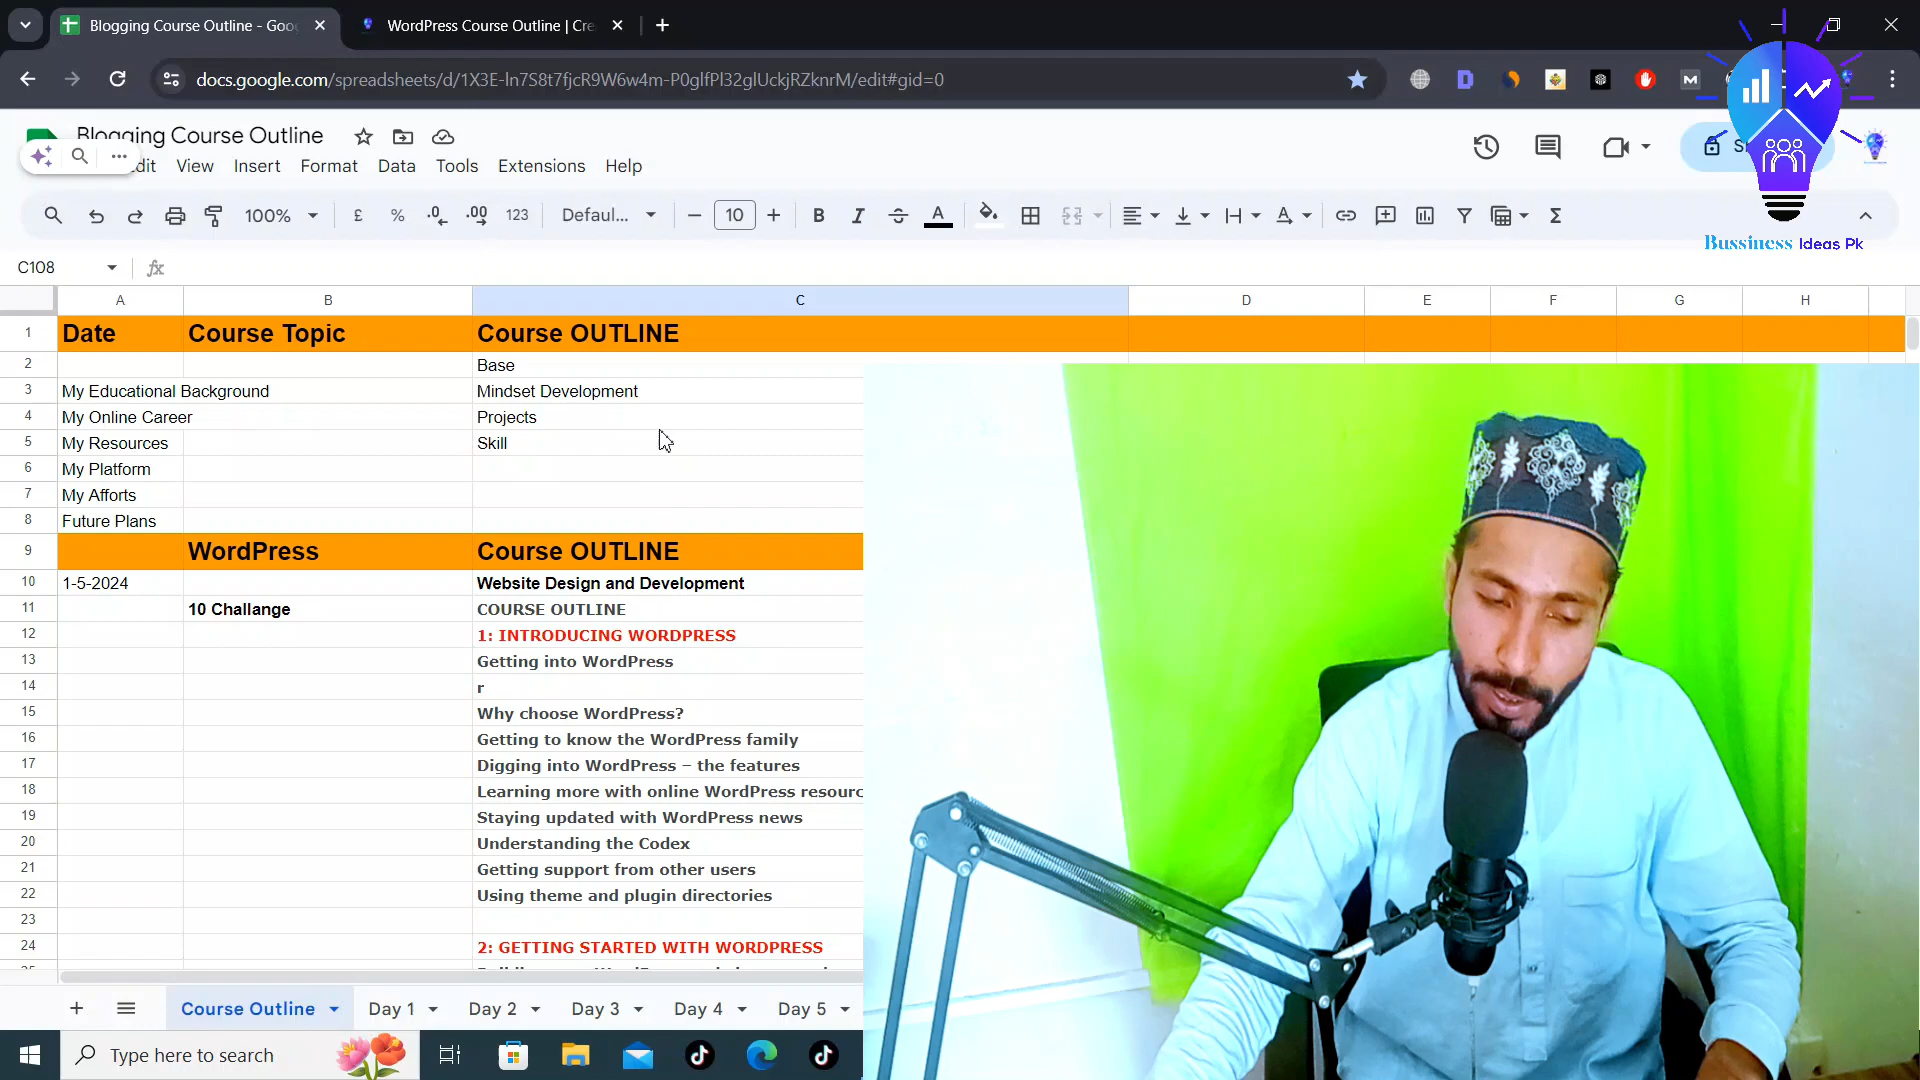 Blogging Course Outline - Goo
WordPress Course Outline | Cre
docs.google.com/spreadsheets/d/1X3E-ln7S8t7fjcR9W6w4m-P0glfPl32glUckjRZknrM/edit#gid=0
Blogging Course Outline
dit View Insert Format Data Tools Extensions Help
S
100% £ % .0 .00 123 Defaul... 10 B I A
Bussiness Ideas Pk
C108 fx
A B C D E F G H
1 Date Course Topic Course OUTLINE
2 Base
3 My Educational Background Mindset Development
4 My Online Career Projects
5 My Resources Skill
6 My Platform
7 My Afforts
8 Future Plans
9 WordPress Course OUTLINE
10 1-5-2024 Website Design and Development
11 10 Challange COURSE OUTLINE
12 1: INTRODUCING WORDPRESS
13 Getting into WordPress
14 r
15 Why choose WordPress?
16 Getting to know the WordPress family
17 Digging into WordPress – the features
18 Learning more with online WordPress resourc
19 Staying updated with WordPress news
20 Understanding the Codex
21 Getting support from other users
22 Using theme and plugin directories
23
24 2: GETTING STARTED WITH WORDPRESS
Course Outline Day 1 Day 2 Day 3 Day 4 Day 5
Type here to search